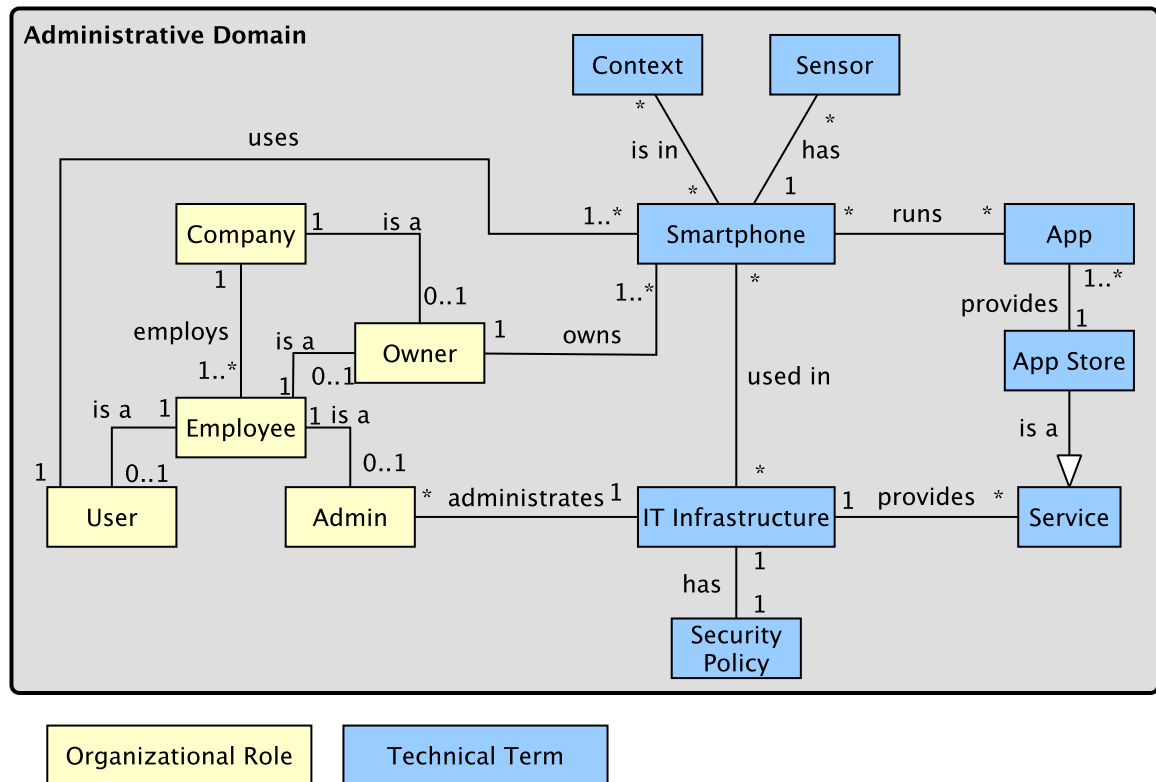 Administrative Domain
Context
Sensor
*
*
uses
is in
has
*
1
Company
1
is a
1..*
Smartphone
*
runs
*
App
1
0..1
1..*
*
1..*
employs
is a
Owner
1
owns
provides
1
1..*
0..1
1
used in
App Store
is a
1
Employee
1
is a
is a
1
0..1
0..1
*
User
Admin
*
administrates
1
IT Infrastructure
1
provides
*
Service
has
1
1
Security
Policy
Organizational Role
Technical Term